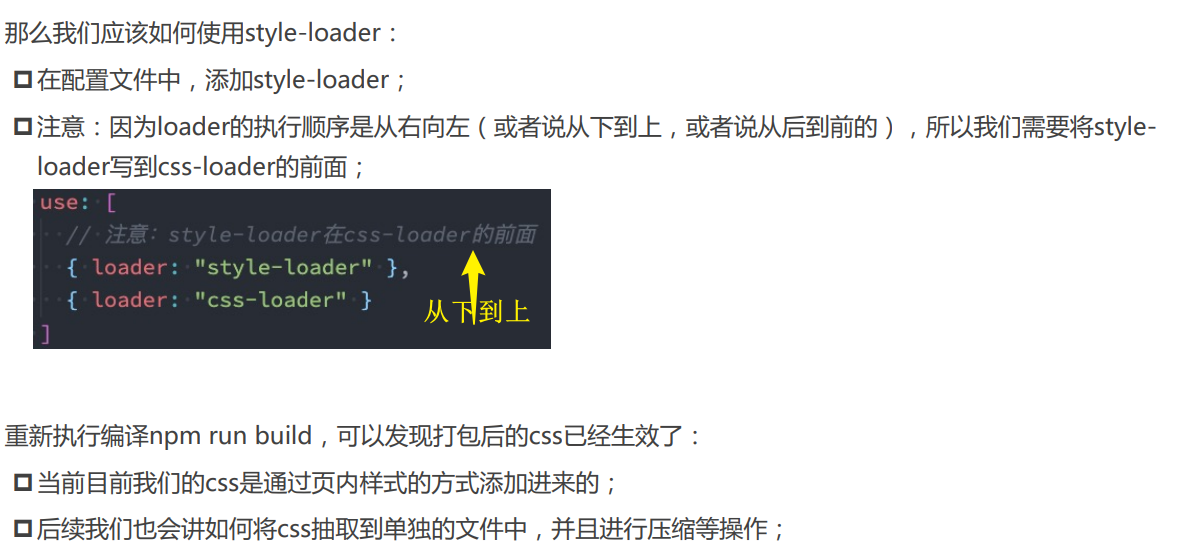 那么我们应该如何使用style-loader：
在配置文件中，添加style-loader；
注意：因为loader的执行顺序是从右向左（或者说从下到上，或者说从后到前的），所以我们需要将style-
loader写到css-loader的前面；
use: [
// 注意：style-loader在css-loader的前面
{ loader: "style-loader" },
{ loader: "css-loader" }
从下到上
]
重新执行编译npm run build，可以发现打包后的css已经生效了：
当前目前我们的css是通过页内样式的方式添加进来的；
后续我们也会讲如何将css抽取到单独的文件中，并且进行压缩等操作；